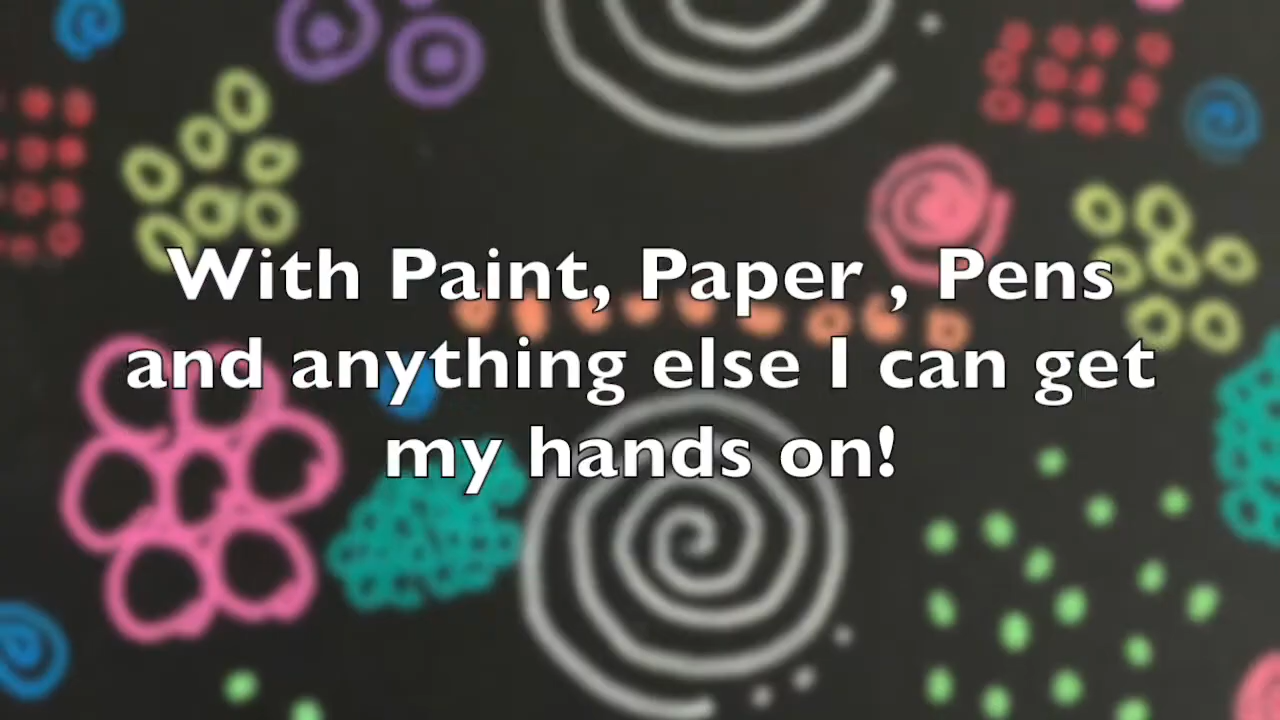 With Paint, Paper , Pens
and anything else I can get
my hands on!